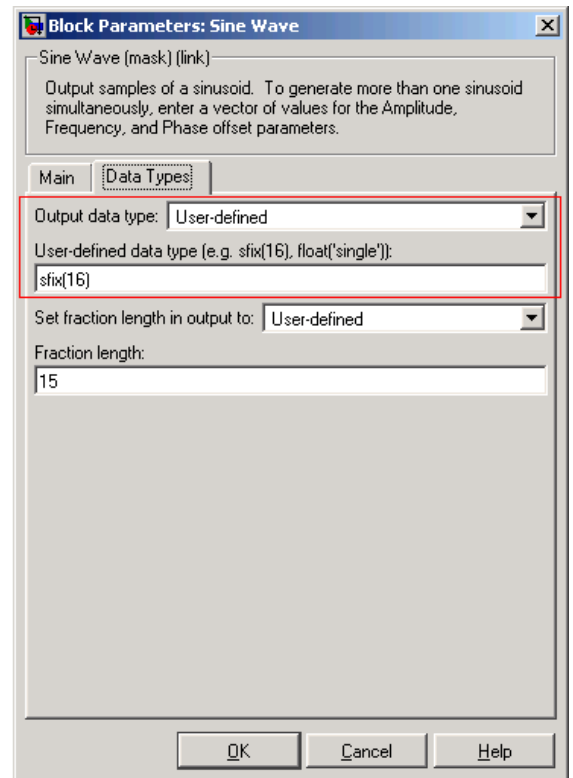 Block Parameters: Sine Wave
Sine Wave (mask) (link)
Output samples of a sinusoid. To generate more than one sinusoid
simultaneously, enter a vector of values for the Amplitude,
Frequency, and Phase offset parameters.
Main Data Types
Output data type: User-defined
User-defined data type (e.g. sfix(16), float('single')):
sfix(16)
Set fraction length in output to: User-defined
Fraction length:
15
OK Cancel Help